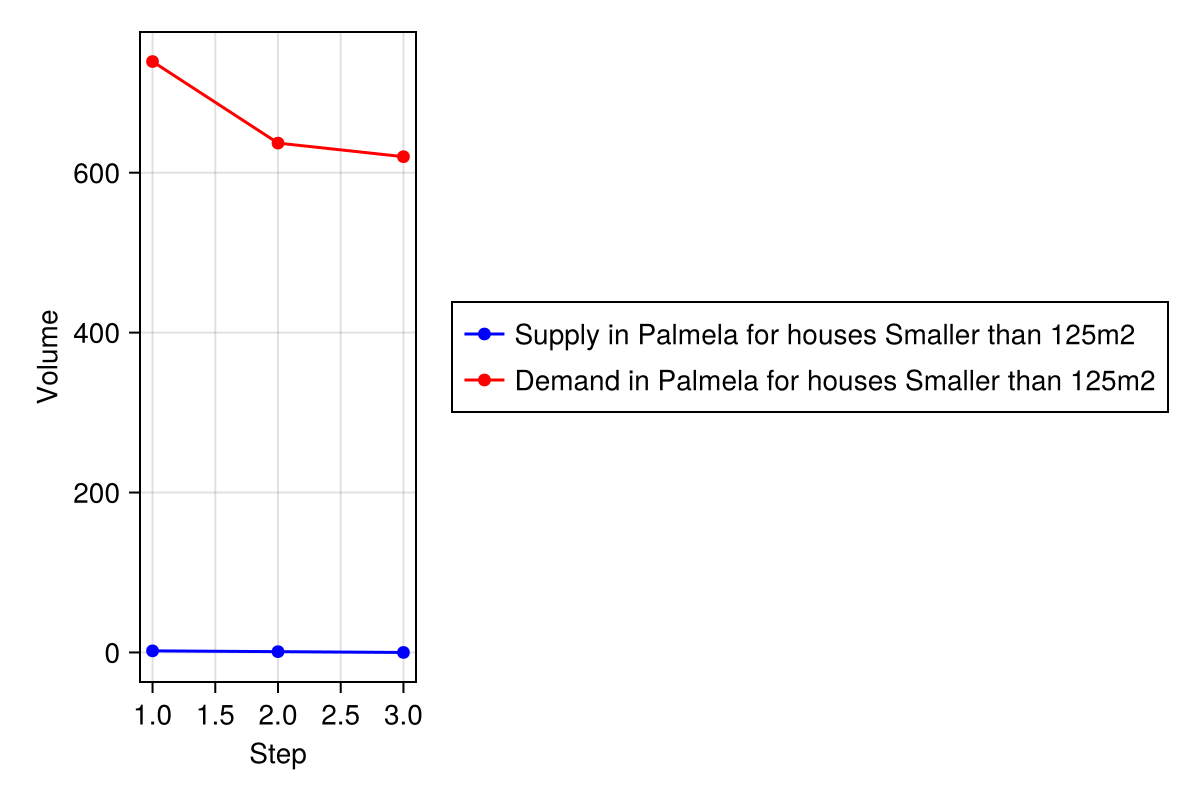 Volume
600
400
200
0
1.0 1.5 2.0 2.5 3.0
Step
Supply in Palmela for houses Smaller than 125m2
Demand in Palmela for houses Smaller than 125m2